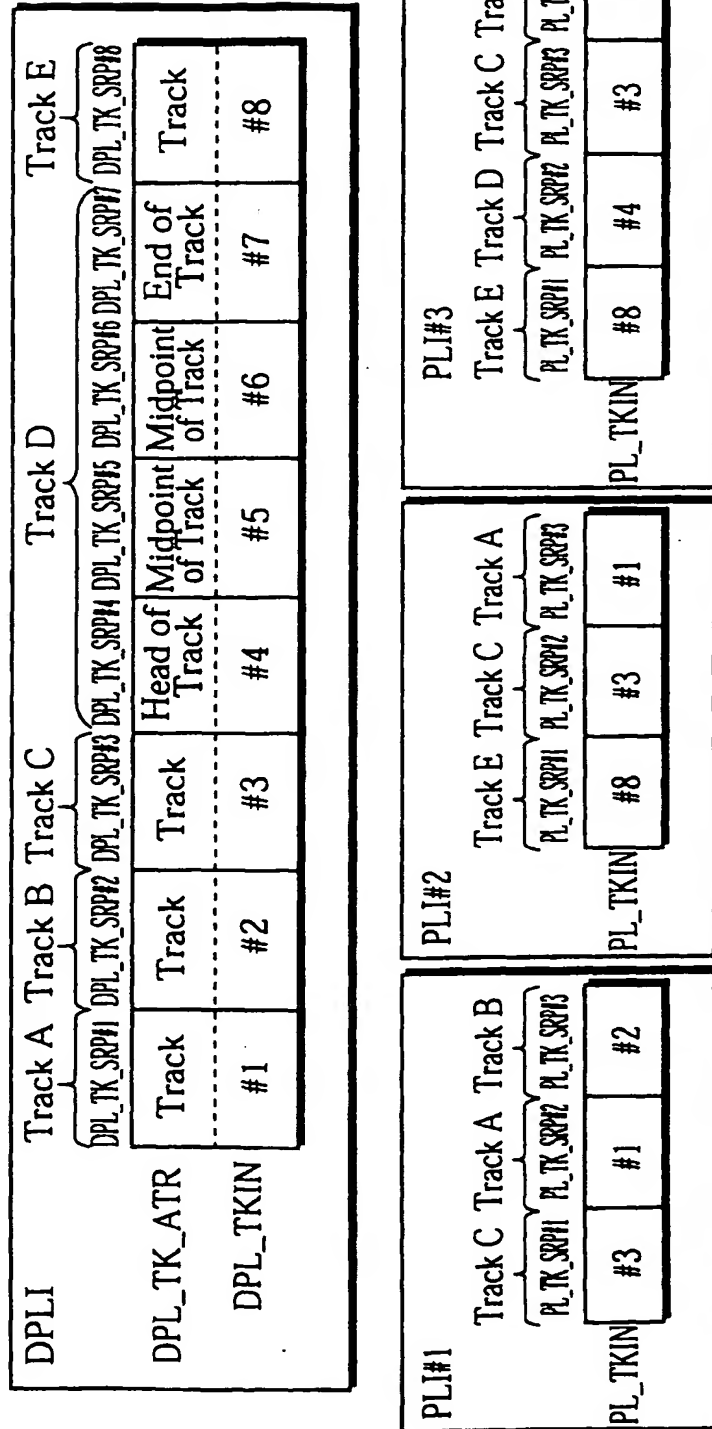 DPLI
Track A Track B Track C Track D Track E
DPL_TK_SRP#1 DPL_TK_SRP#2 DPL_TK_SRP#3 DPL_TK_SRP#4 DPL_TK_SRP#5 DPL_TK_SRP#6 DPL_TK_SRP#7 DPL_TK_SRP#8
DPL_TK_ATR Track Track Track Head of Track Midpoint of Track Midpoint of Track End of Track Track
DPL_TKIN #1 #2 #3 #4 #5 #6 #7 #8
PLI#1
Track C Track A Track B
PL_TK_SRP#1 PL_TK_SRP#2 PL_TK_SRP#3
PL_TKIN #3 #1 #2
PLI#2
Track E Track C Track A
PL_TK_SRP#1 PL_TK_SRP#2 PL_TK_SRP#3
PL_TKIN #8 #3 #1
PLI#3
Track E Track D Track C Tra
PL_TK_SRP#1 PL_TK_SRP#2 PL_TK_SRP#3 PL_T
PL_TKIN #8 #4 #3